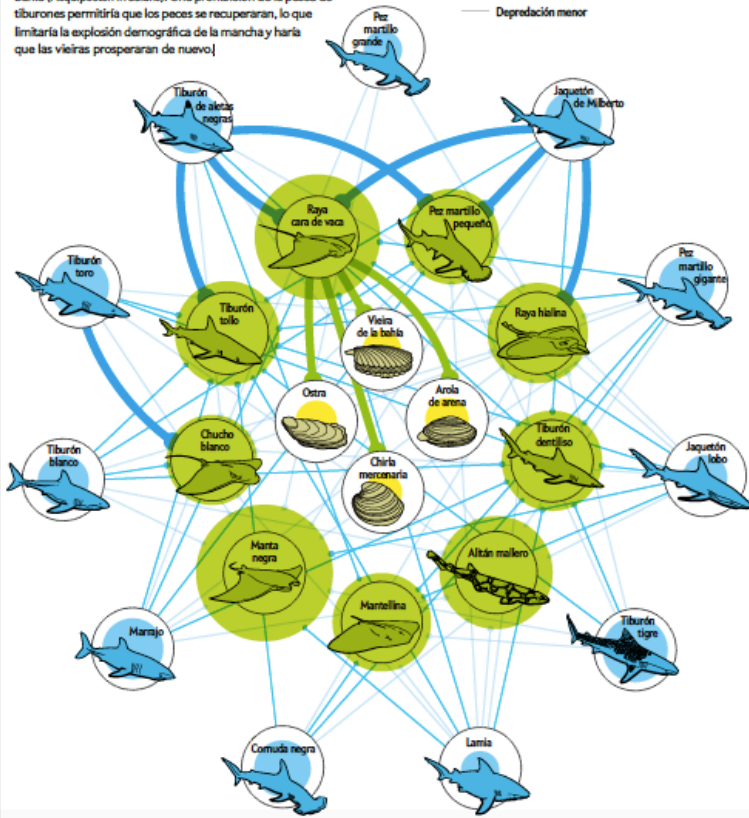 tiburones permitiría que los peces se recuperaran, lo que
limitaría la explosión demográfica de la mancha y haría
que las vieiras prosperaran de nuevo.
Depredación menor
Pez
martillo
grande
Tiburón
de aletas
negras
Jaquetón
de Milberto
Raya
cara de vaca
Pez martillo
pequeño
Tiburón
toro
Pez
martillo
gigante
Tiburón
tollo
Vieira
de la bahía
Raya hialina
Ostra
Arola
de arena
Chucho
blanco
Tiburón
dentiliso
Tiburón
blanco
Jaquetón
lobo
Chirla
mercenaria
Manta
negra
Alitán mallero
Mantellina
Marrajo
Tiburón
tigre
Cornuda negra
Lamia